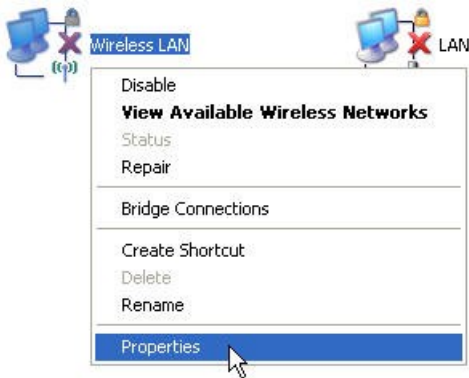 Wireless LAN
LAN
Disable
View Available Wireless Networks
Status
Repair
Bridge Connections
Create Shortcut
Delete
Rename
Properties